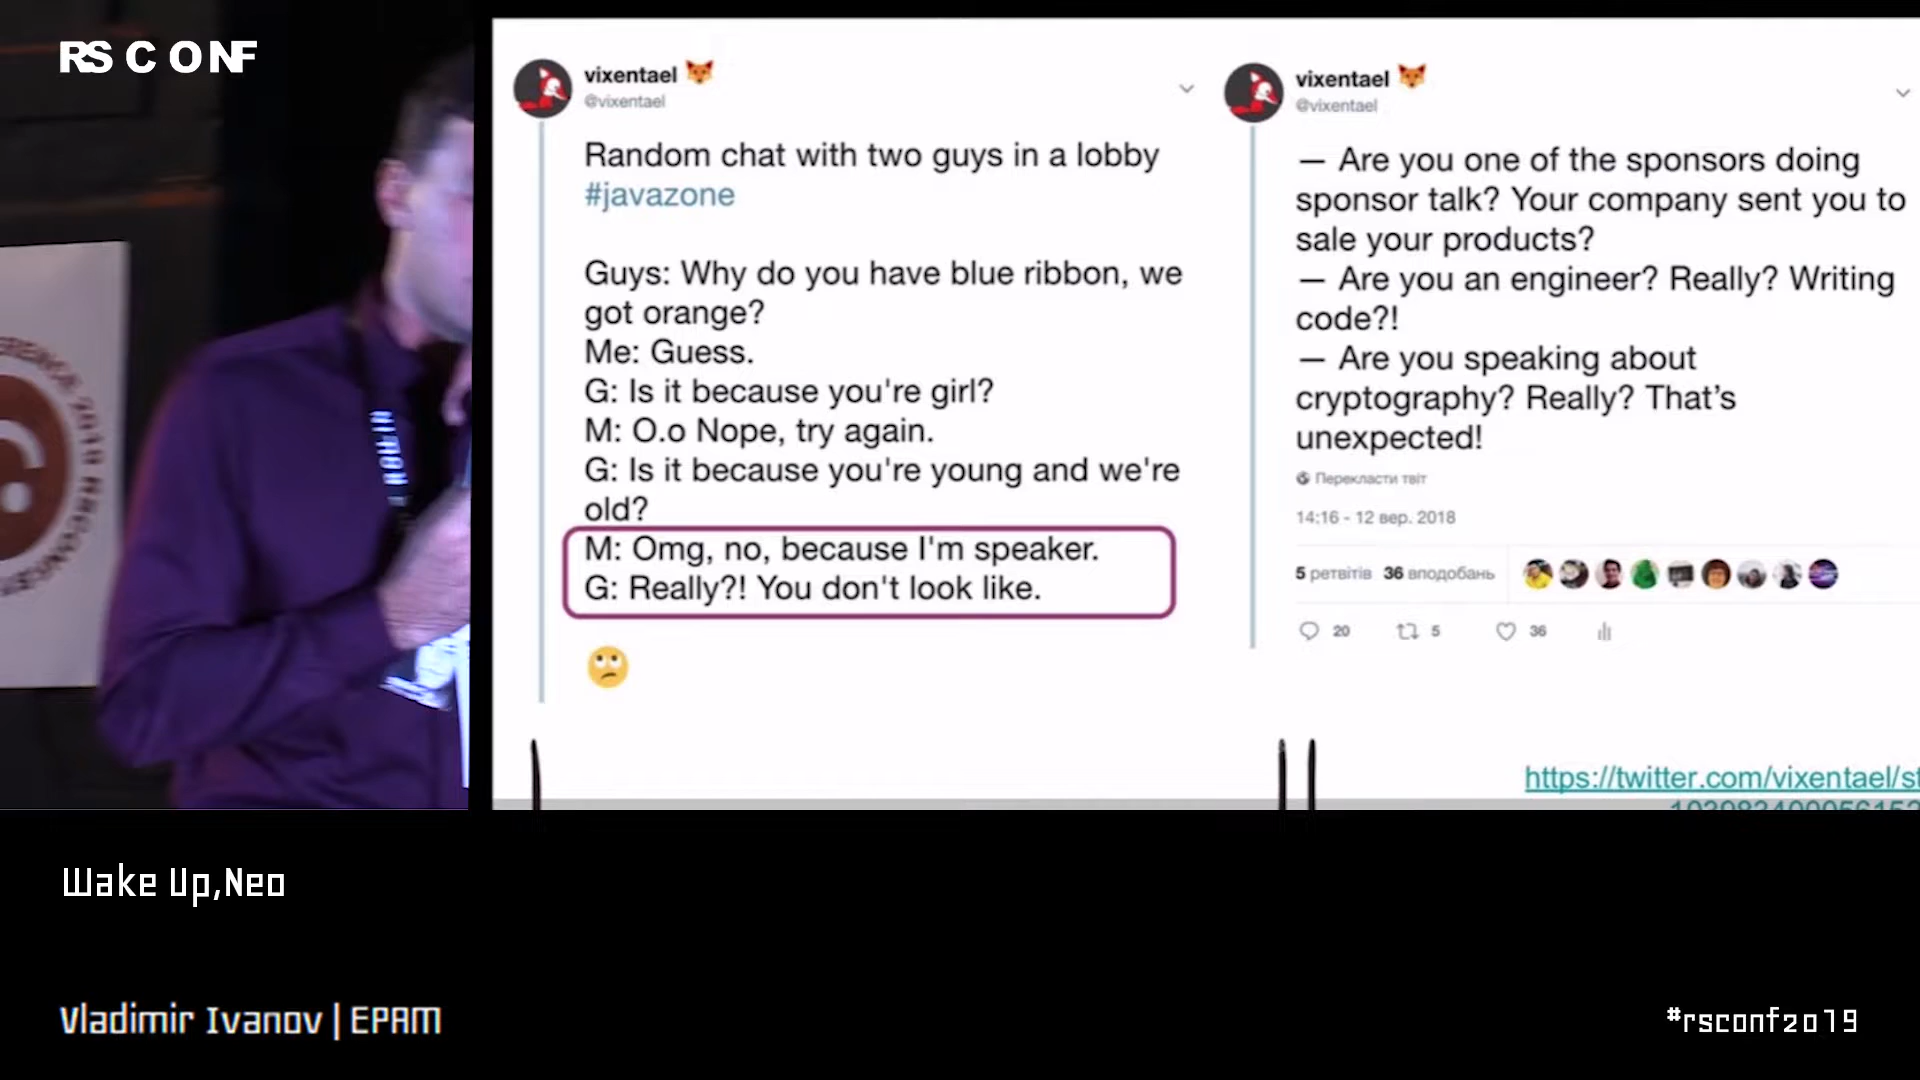 RS CONF
vixentael
@vixentael
Random chat with two guys in a lobby
#javazone
Guys: Why do you have blue ribbon, we
got orange?
Me: Guess.
G: Is it because you're girl?
M: O.o Nope, try again.
G: Is it because you're young and we're
old?
M: Omg, no, because I'm speaker.
G: Really?! You don't look like.
vixentael
@vixentael
— Are you one of the sponsors doing
sponsor talk? Your company sent you to
sale your products?
— Are you an engineer? Really? Writing
code?!
— Are you speaking about
cryptography? Really? That's
unexpected!
Перекласти твіт
14:16 - 12 вер. 2018
5 ретвітів 36 вподобань
20 5 36
https://twitter.com/vixentael/st
Wake Up,Neo
Vladimir Ivanov | EPAM
#rsconf2019